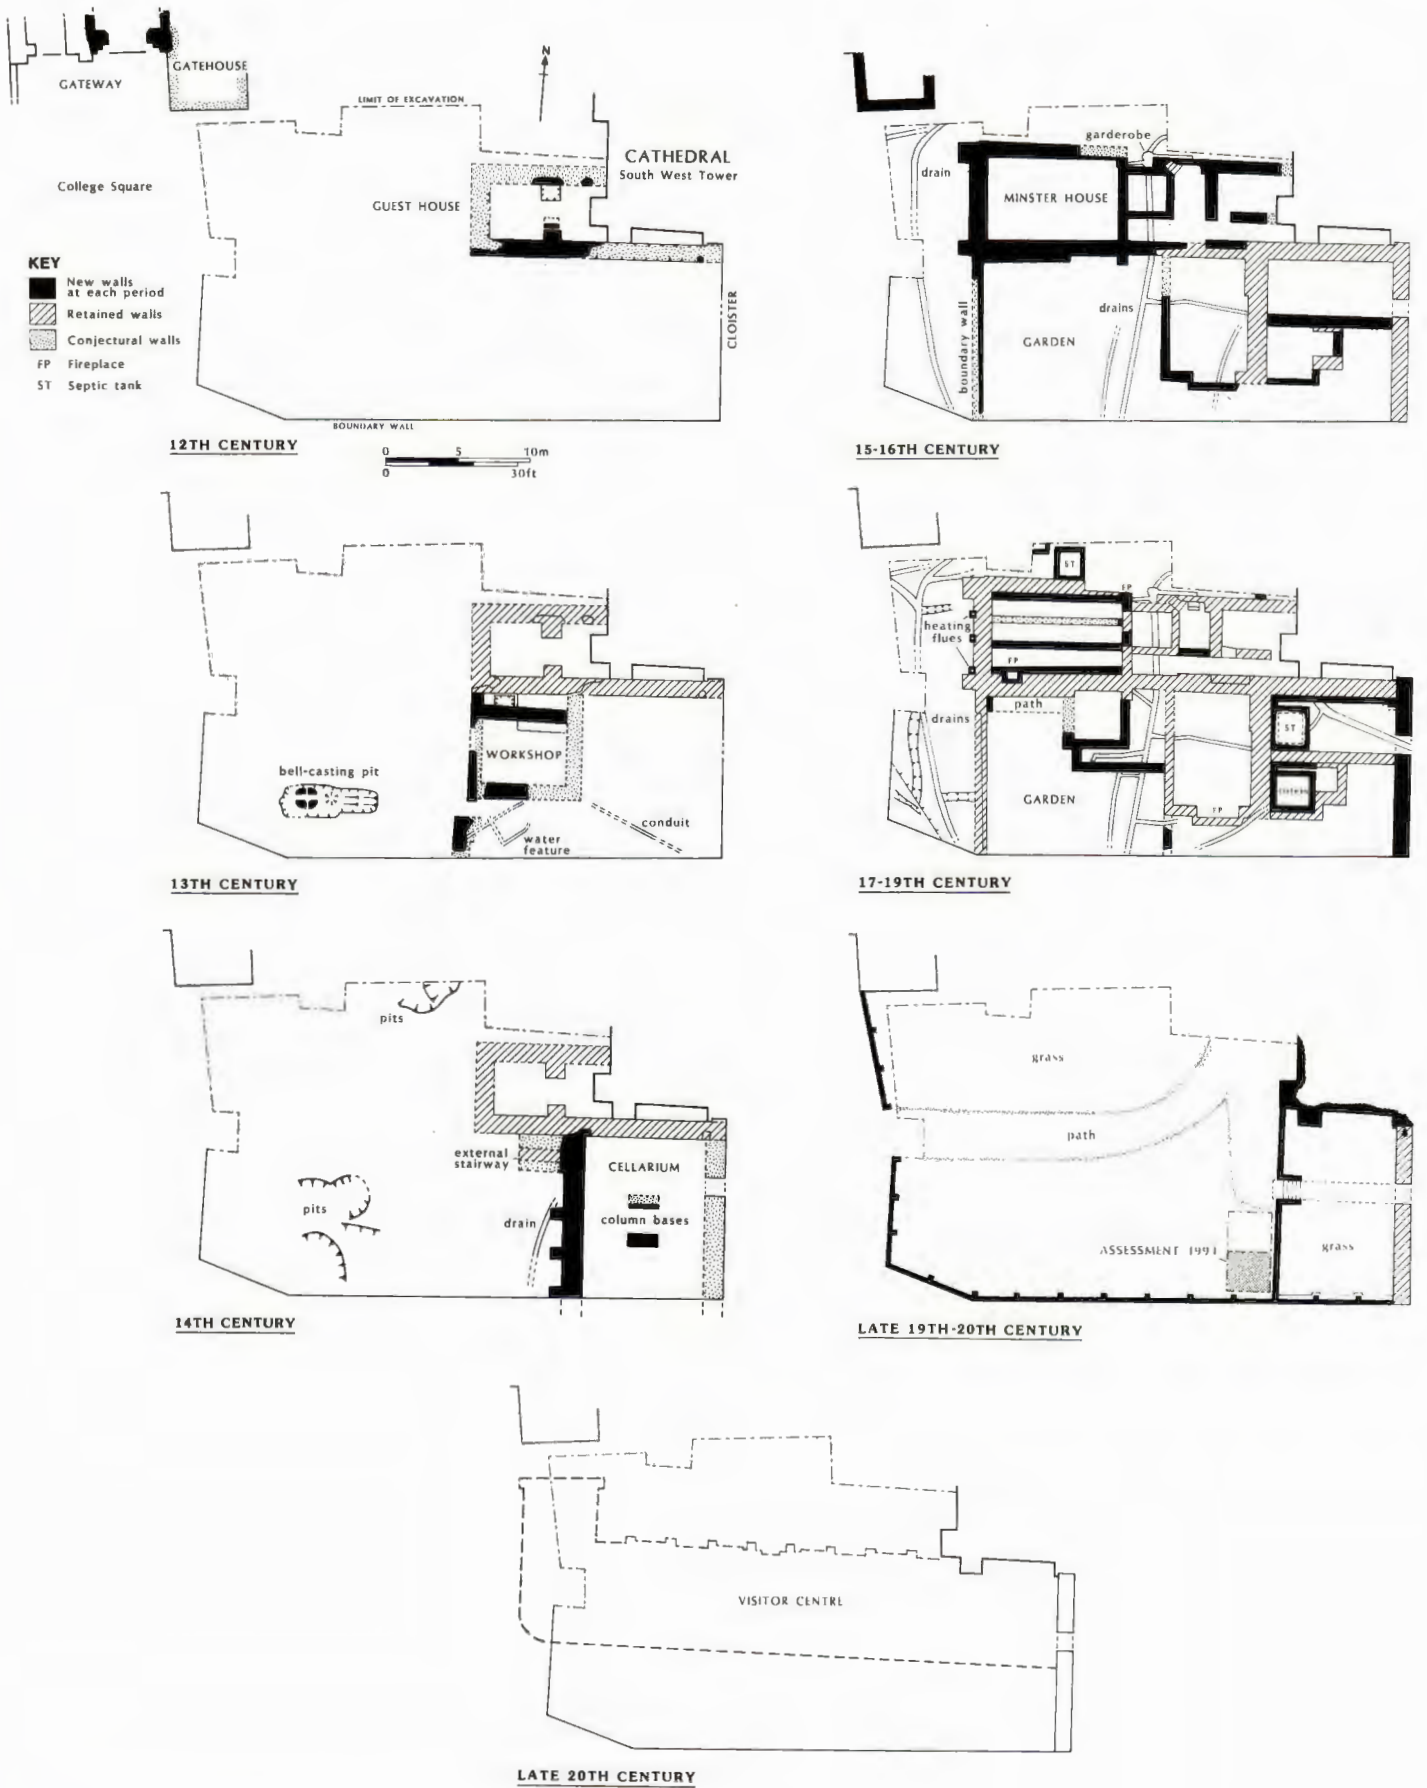 GATEWAY
GATEHOUSE
LIMIT OF EXCAVATION
N
CATHEDRAL
South West Tower
College Square
GUEST HOUSE
KEY
New walls
at each period
Retained walls
Conjectural walls
FP Fireplace
ST Septic tank
CLOISTER
BOUNDARY WALL
12TH CENTURY
0 5 10m
0 30ft
garderobe
drain
MINSTER HOUSE
boundary wall
drains
GARDEN
15-16TH CENTURY
WORKSHOP
bell-casting pit
water
feature
conduit
13TH CENTURY
ST
FP
heating
flues
FP
path
drains
ST
GARDEN
FP
17-19TH CENTURY
pits
external
stairway
CELLARIUM
pits
drain
column bases
14TH CENTURY
grass
path
ASSESSMENT 1991
grass
LATE 19TH-20TH CENTURY
VISITOR CENTRE
LATE 20TH CENTURY